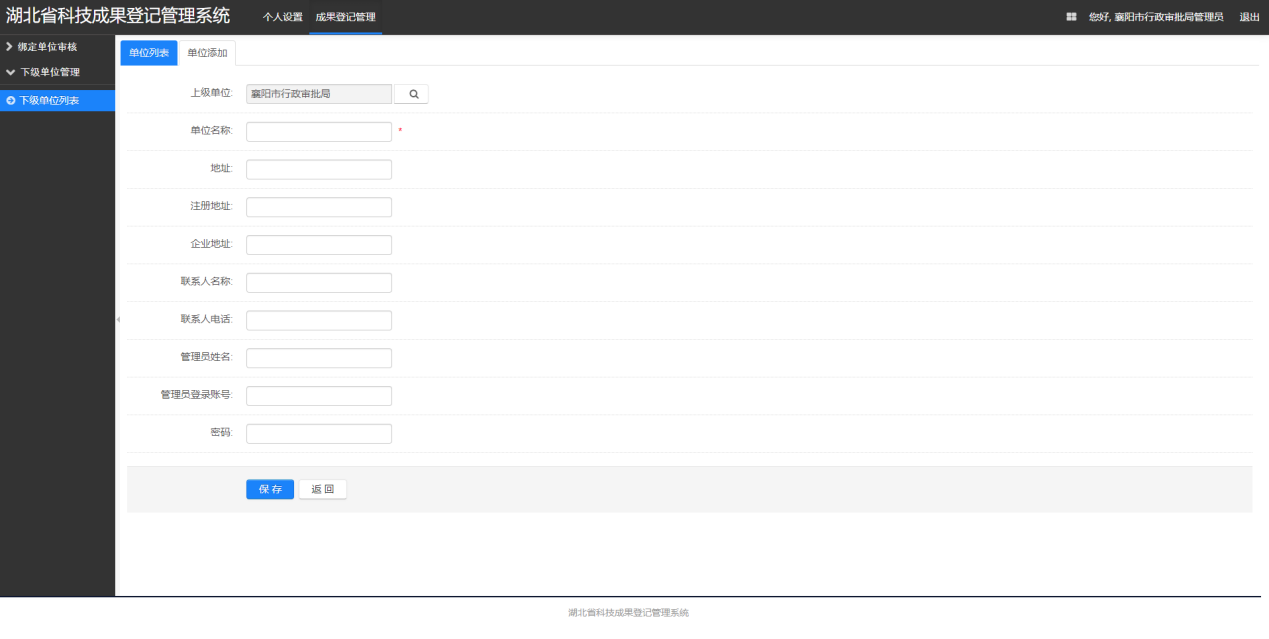 湖北省科技成果登记管理系统 个人设置 成果登记管理 您好, 襄阳市行政审批局管理员 退出
绑定单位审核
下级单位管理
下级单位列表
单位列表 单位添加
上级单位: 襄阳市行政审批局
单位名称: *
地址:
注册地址:
企业地址:
联系人名称:
联系人电话:
管理员姓名:
管理员登录账号:
密码:
保存 返回
湖北省科技成果登记管理系统